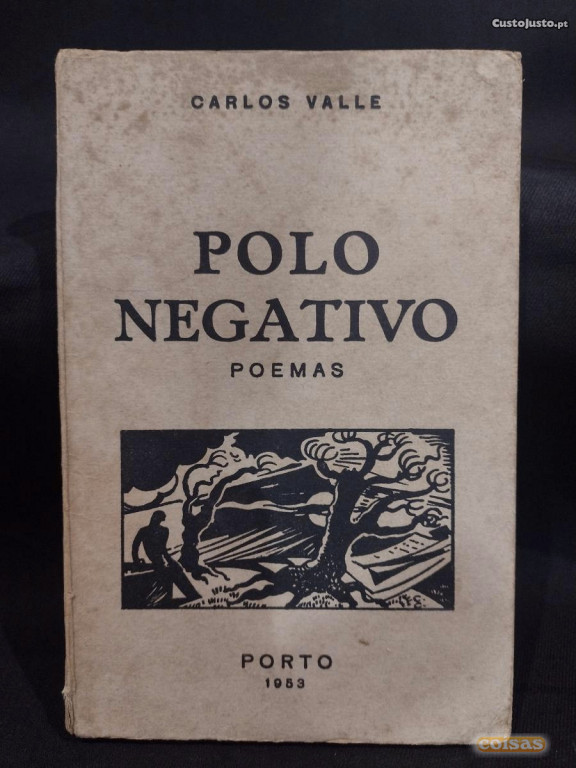 CustoJusto.pt
CARLOS VALLE
POLO
NEGATIVO
POEMAS
PORTO
1953
coisas